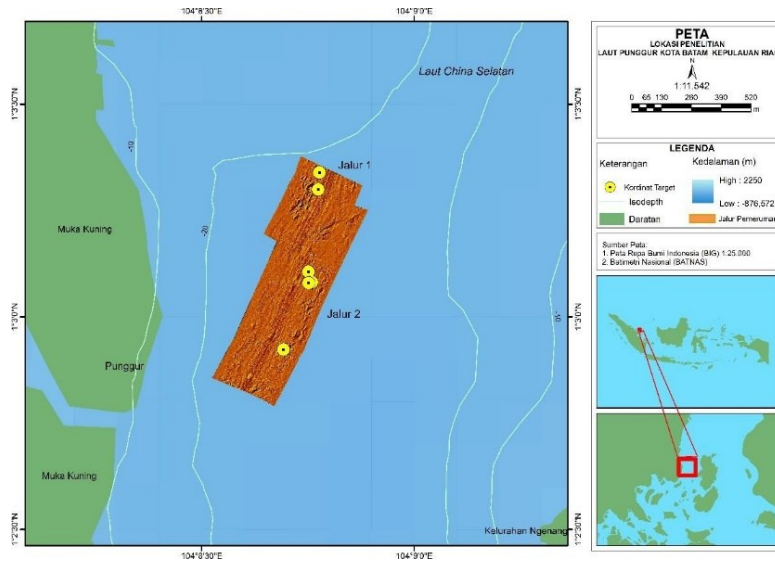 104°8'30"E
104°9'0"E
1°3'30"N
1°3'0"N
1°2'30"N
Laut China Selatan
-10
-20
Jalur 1
Jalur 2
Muka Kuning
Punggur
Muka Kuning
-10
Kelurahan Ngenang
1°3'30"N
1°3'0"N
1°2'30"N
104°8'30"E
104°9'0"E
PETA
LOKASI PENELITIAN
LAUT PUNGGUR KOTA BATAM KEPULAUAN RIAU
N
1:11.542
0 65 130 260 390 520
m
LEGENDA
Keterangan
Kordinat Target
Isodepth
Daratan
Kedalaman (m)
High : 2250
Low : -876,572
Jalur Pemeruman
Sumber Peta:
1. Peta Rupa Bumi Indonesia (BIG) 1:25.000
2. Batimetri Nasional (BATNAS)